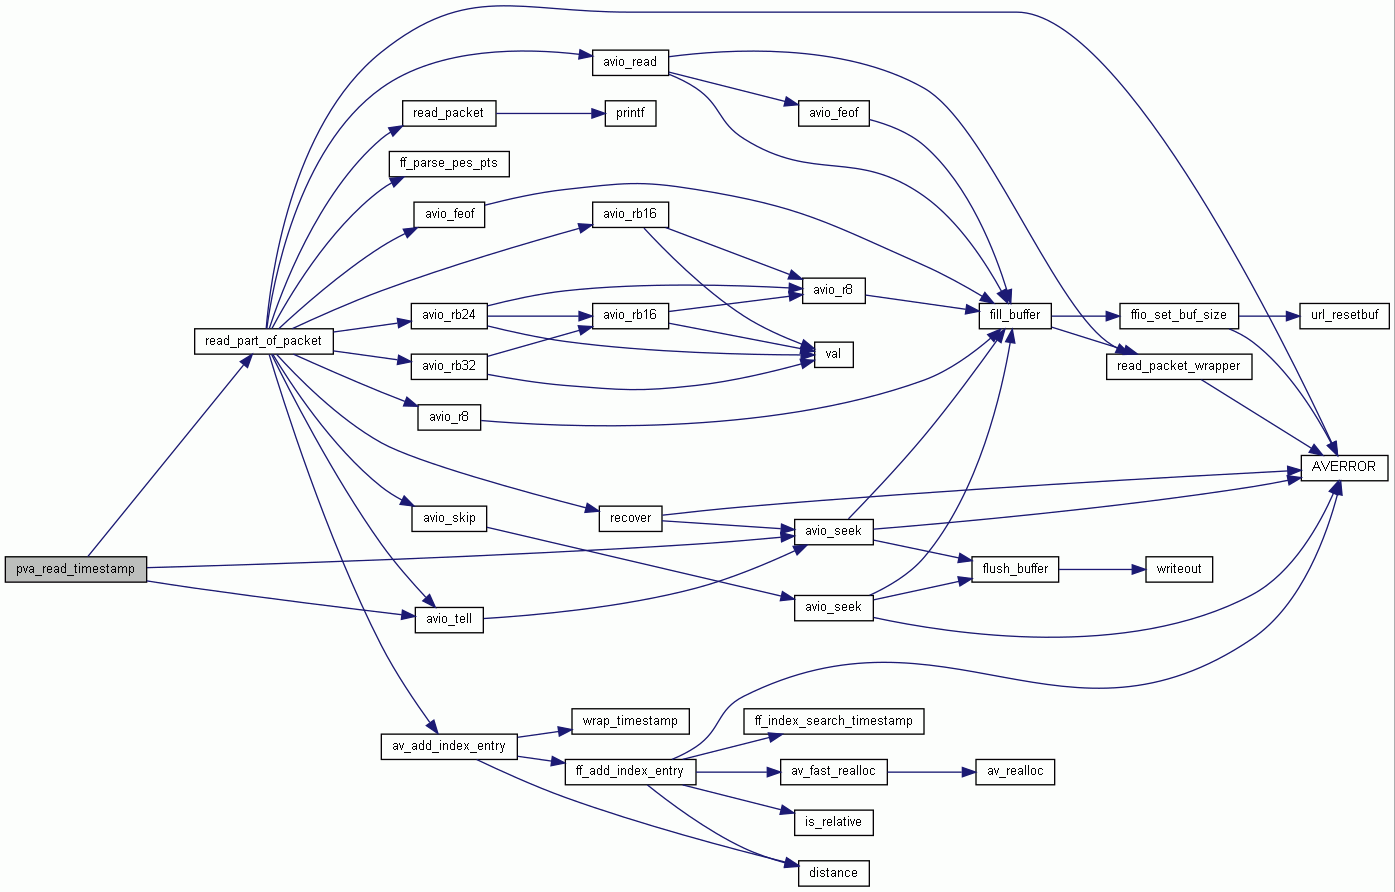 avio_read
read_packet
printf
avio_feof
ff_parse_pes_pts
avio_feof
avio_rb16
avio_r8
avio_rb24
avio_rb16
fill_buffer
ffio_set_buf_size
url_resetbuf
read_part_of_packet
val
avio_rb32
read_packet_wrapper
avio_r8
AVERROR
avio_skip
recover
avio_seek
pva_read_timestamp
flush_buffer
writeout
avio_tell
avio_seek
wrap_timestamp
ff_index_search_timestamp
av_add_index_entry
ff_add_index_entry
av_fast_realloc
av_realloc
is_relative
distance